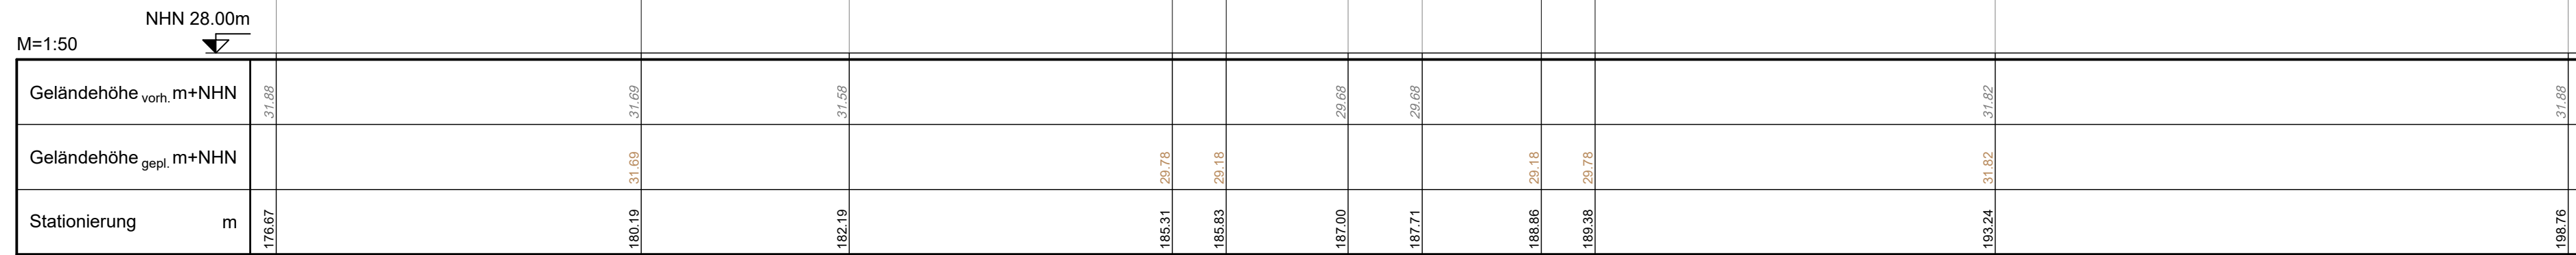 NHN 28.00m
M=1:50
Geländehöhe vorh. m+NHN 31.88 31.69 31.58 29.68 29.68 31.82 31.88
Geländehöhe gepl. m+NHN 31.69 29.78 29.18 29.18 29.78 31.82
Stationierung m 176.67 180.19 182.19 185.31 185.83 187.00 187.71 188.86 189.38 193.24 198.76